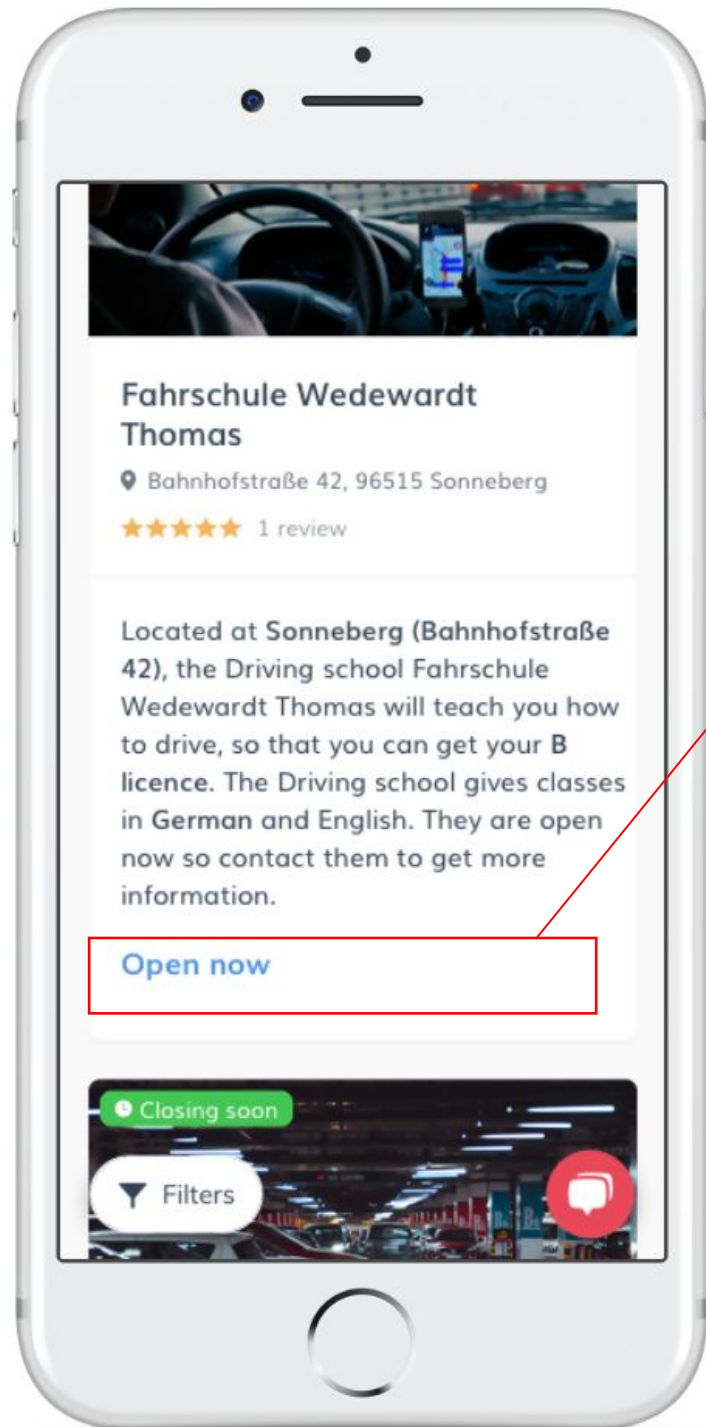 Fahrschule Wedewardt
Thomas
Bahnhofstraße 42, 96515 Sonneberg
1 review
Located at Sonneberg (Bahnhofstraße
42), the Driving school Fahrschule
Wedewardt Thomas will teach you how
to drive, so that you can get your B
licence. The Driving school gives classes
in German and English. They are open
now so contact them to get more
information.
Open now
Closing soon
Filters